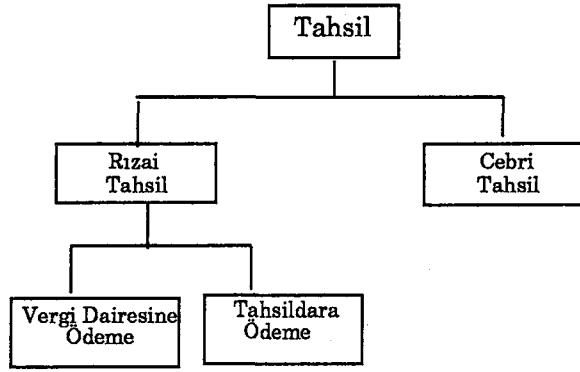 Tahsil
Rızai
Tahsil
Cebri
Tahsil
Vergi Dairesine
Ödeme
Tahsildara
Ödeme